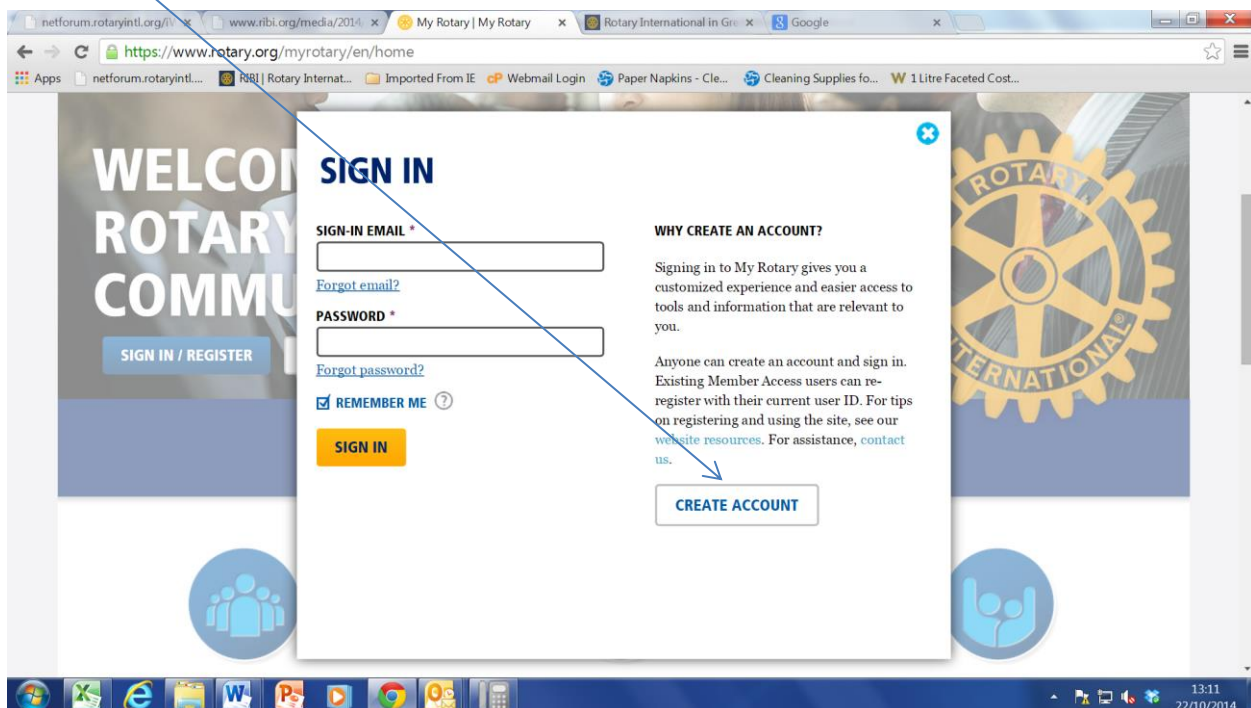 netforum.rotaryintl.org/iV
www.ribi.org/media/2014
My Rotary | My Rotary
Rotary International in Gre
Google
https://www.rotary.org/myrotary/en/home
Apps
netforum.rotaryintl....
RIBI | Rotary Internat...
Imported From IE
Webmail Login
Paper Napkins - Cle...
Cleaning Supplies fo...
1 Litre Faceted Cost...
WELCOM
ROTARY
COMMU
SIGN IN / REGISTER
ROTARY
INTERNATIONAL
SIGN IN
SIGN-IN EMAIL *
Forgot email?
PASSWORD *
Forgot password?
REMEMBER ME ?
SIGN IN
WHY CREATE AN ACCOUNT?
Signing in to My Rotary gives you a
customized experience and easier access to
tools and information that are relevant to
you.
Anyone can create an account and sign in.
Existing Member Access users can re-
register with their current user ID. For tips
on registering and using the site, see our
website resources. For assistance, contact
us.
CREATE ACCOUNT
13:11
22/10/2014